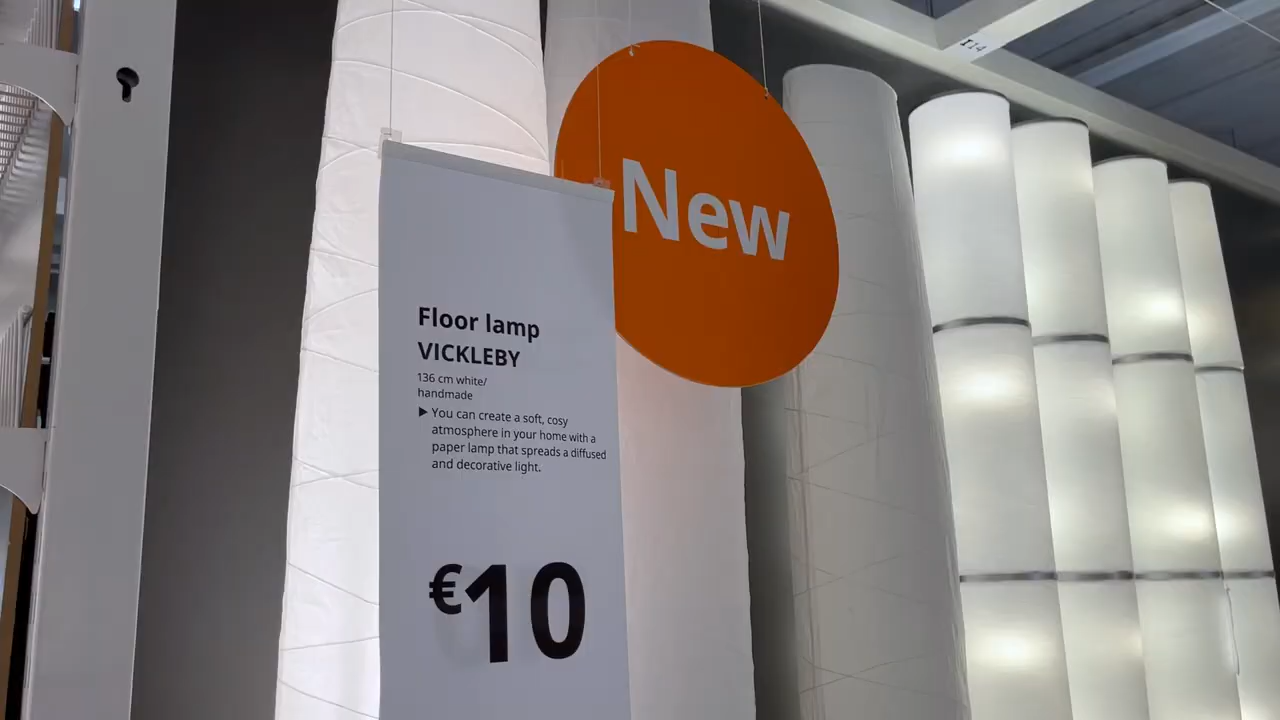 I14
New
Floor lamp
VICKLEBY
136 cm white/
handmade
▶ You can create a soft, cosy
atmosphere in your home with a
paper lamp that spreads a diffused
and decorative light.
€10